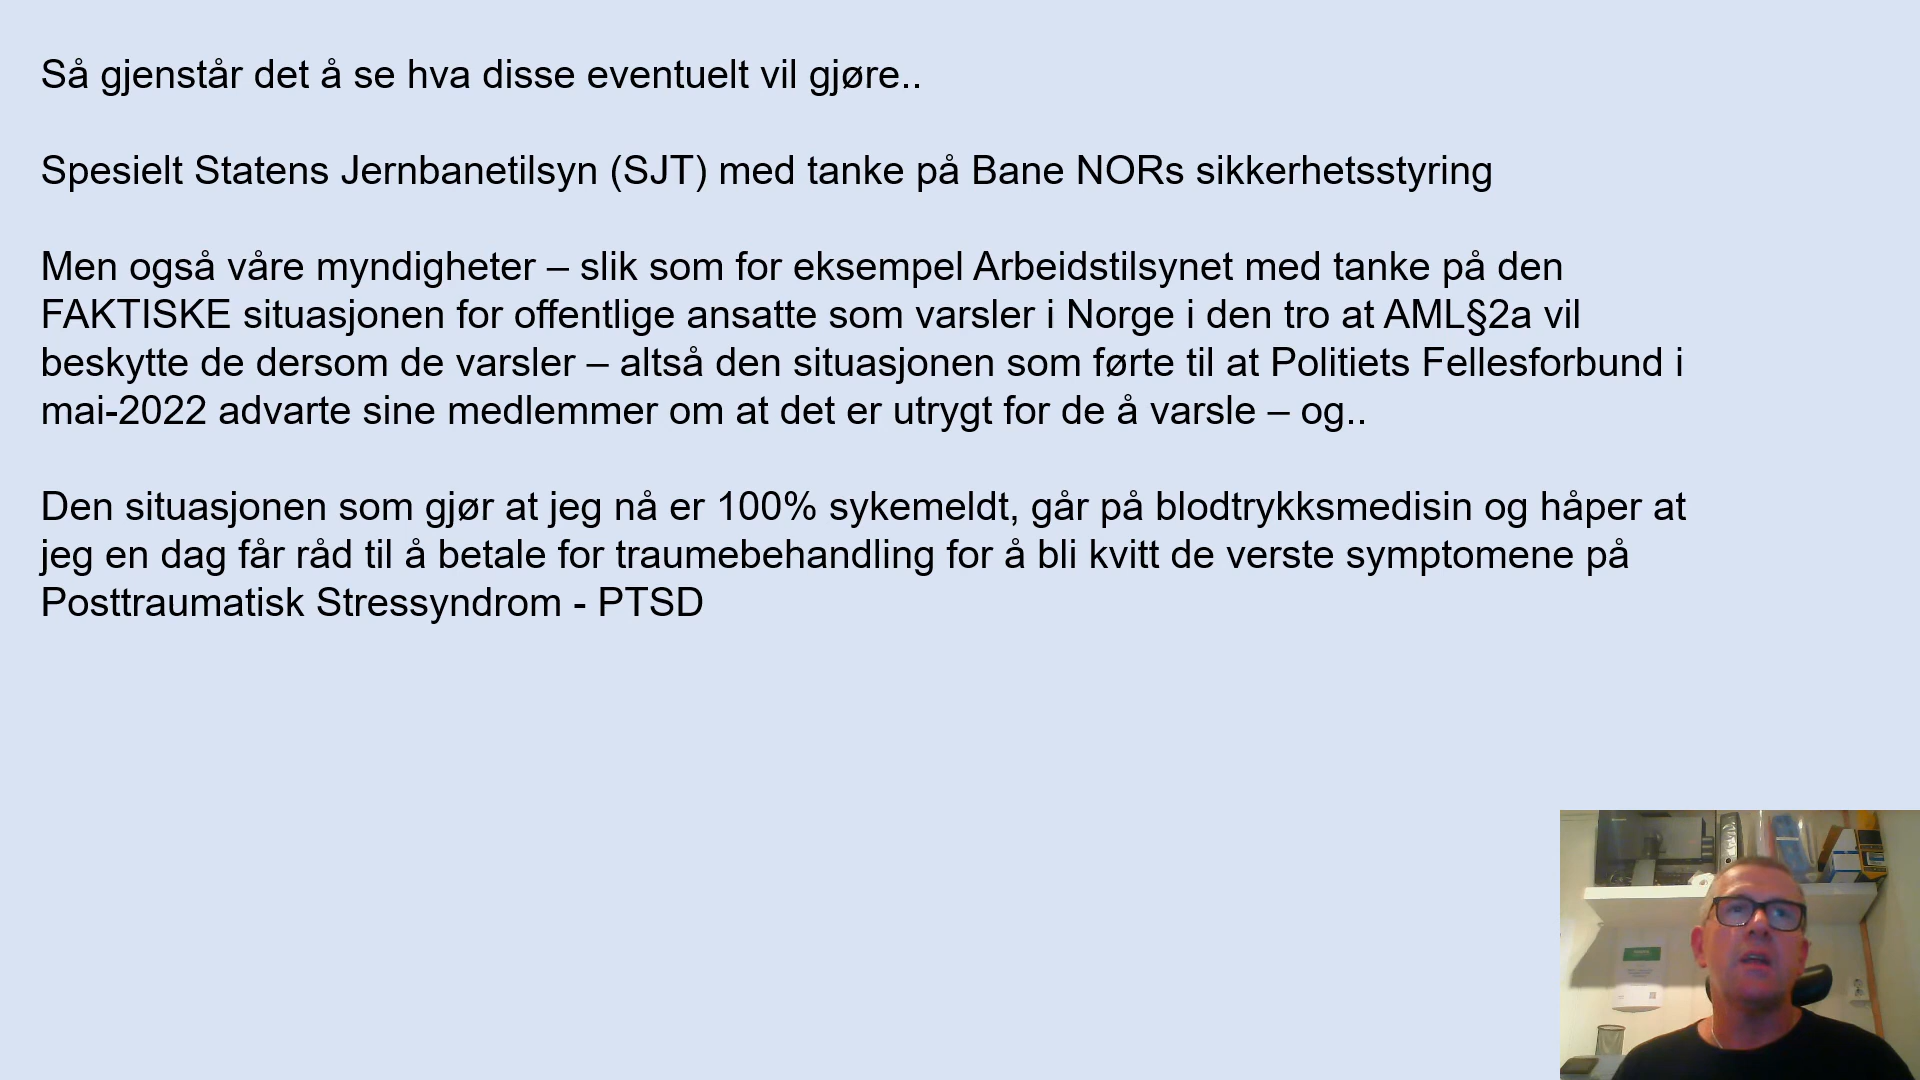 Så gjenstår det å se hva disse eventuelt vil gjøre..
Spesielt Statens Jernbanetilsyn (SJT) med tanke på Bane NORs sikkerhetsstyring
Men også våre myndigheter – slik som for eksempel Arbeidstilsynet med tanke på den
FAKTISKE situasjonen for offentlige ansatte som varsler i Norge i den tro at AML§2a vil
beskytte de dersom de varsler – altså den situasjonen som førte til at Politiets Fellesforbund i
mai-2022 advarte sine medlemmer om at det er utrygt for de å varsle – og..
Den situasjonen som gjør at jeg nå er 100% sykemeldt, går på blodtrykksmedisin og håper at
jeg en dag får råd til å betale for traumebehandling for å bli kvitt de verste symptomene på
Posttraumatisk Stressyndrom - PTSD